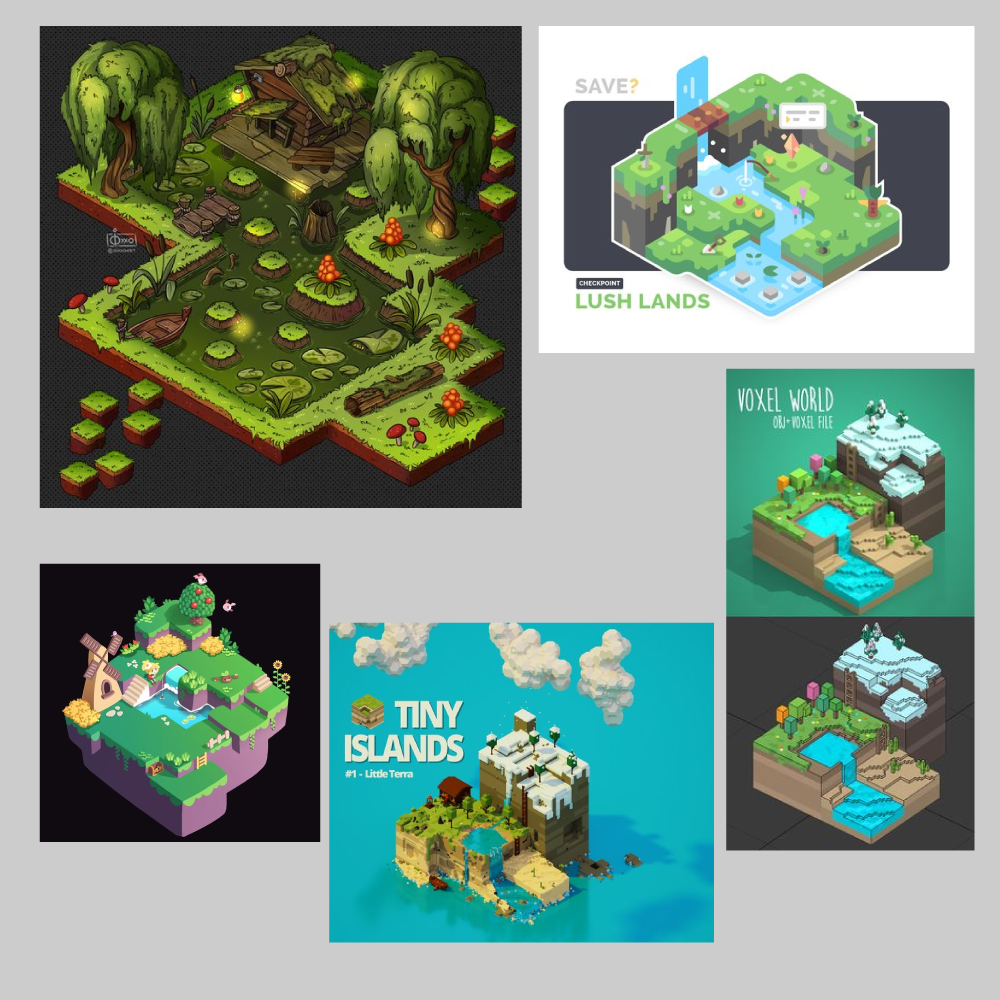 SAVE?
CHECKPOINT
LUSH LANDS
VOXEL WORLD
OBJ+VOXEL FILE
TINY
ISLANDS
#1 - Little Terra